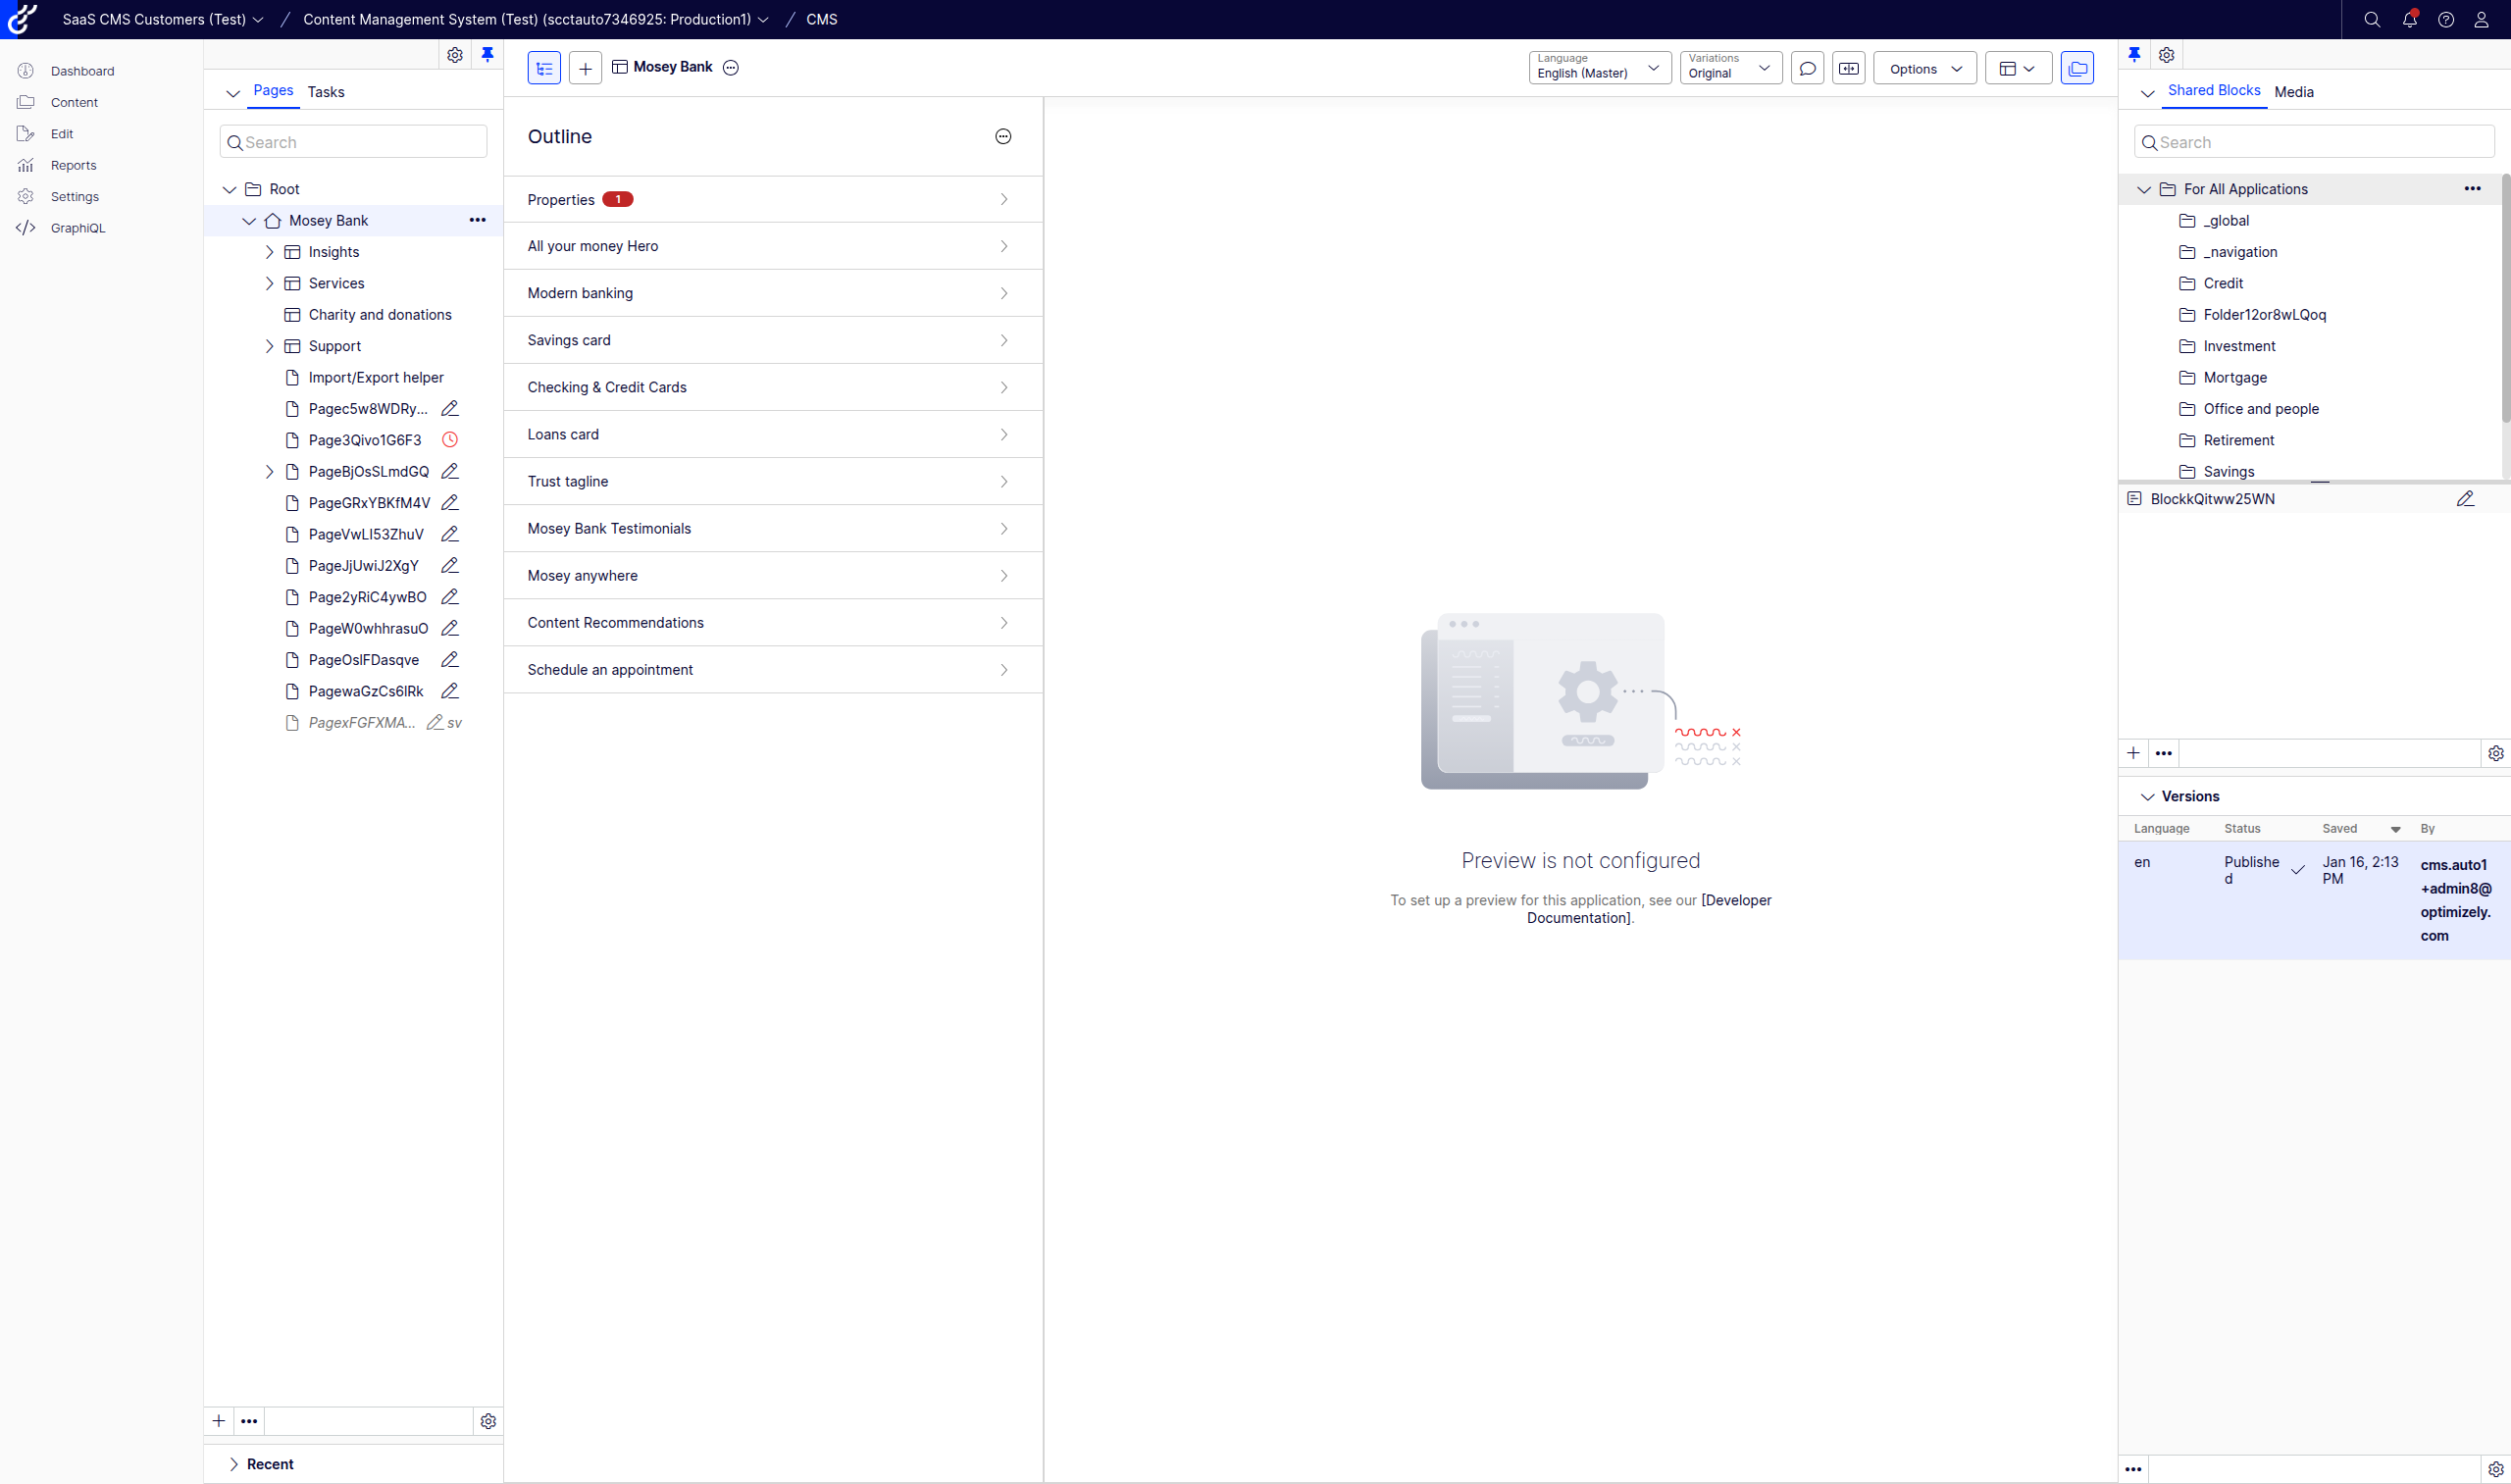 SaaS CMS Customers (Test) / Content Management System (Test) (scctauto7346925: Production1) / CMS
Dashboard
Content
Edit
Reports
Settings
GraphiQL
Pages Tasks
Search
Root
Mosey Bank
Insights
Services
Charity and donations
Support
Import/Export helper
Pagec5w8WDRy...
Page3Qivo1G6F3
PageBjOsSLmdGQ
PageGRxYBKfM4V
PageVwLI53ZhuV
PageJjUwiJ2XgY
Page2yRiC4ywBO
PageW0whhrasuO
PageOsIFDasqve
PagewaGzCs6IRk
PagexFGFXMA... sv
Recent
Mosey Bank
Language
English (Master)
Variations
Original
Options
Outline
Properties 1
All your money Hero
Modern banking
Savings card
Checking & Credit Cards
Loans card
Trust tagline
Mosey Bank Testimonials
Mosey anywhere
Content Recommendations
Schedule an appointment
Preview is not configured
To set up a preview for this application, see our [Developer
Documentation].
Shared Blocks Media
Search
For All Applications
_global
_navigation
Credit
Folder12or8wLQoq
Investment
Mortgage
Office and people
Retirement
Savings
BlockkQitww25WN
Versions
Language Status Saved By
en Publishe Jan 16, 2:13 cms.auto1
d PM +admin8@
optimizely.
com